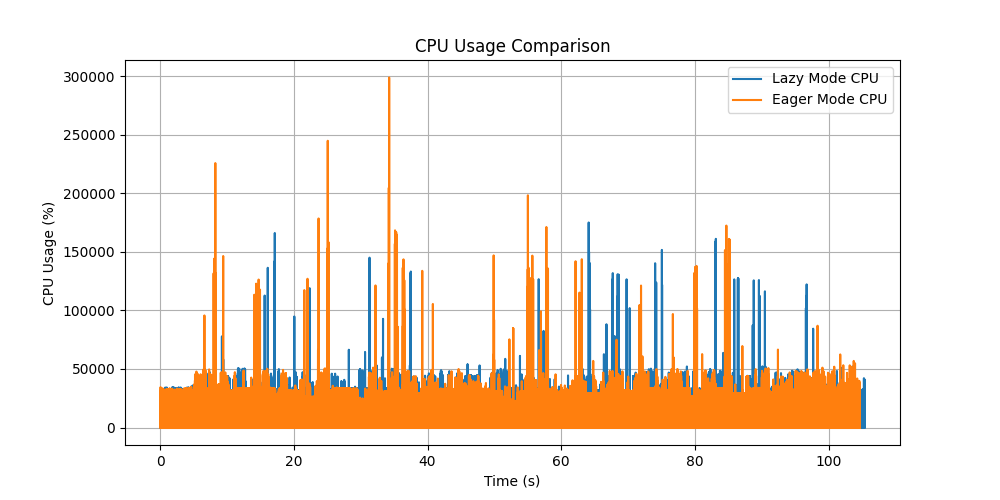 CPU Usage Comparison
300000
250000
200000
150000
100000
50000
0
CPU Usage (%)
Lazy Mode CPU
Eager Mode CPU
0 20 40 60 80 100
Time (s)